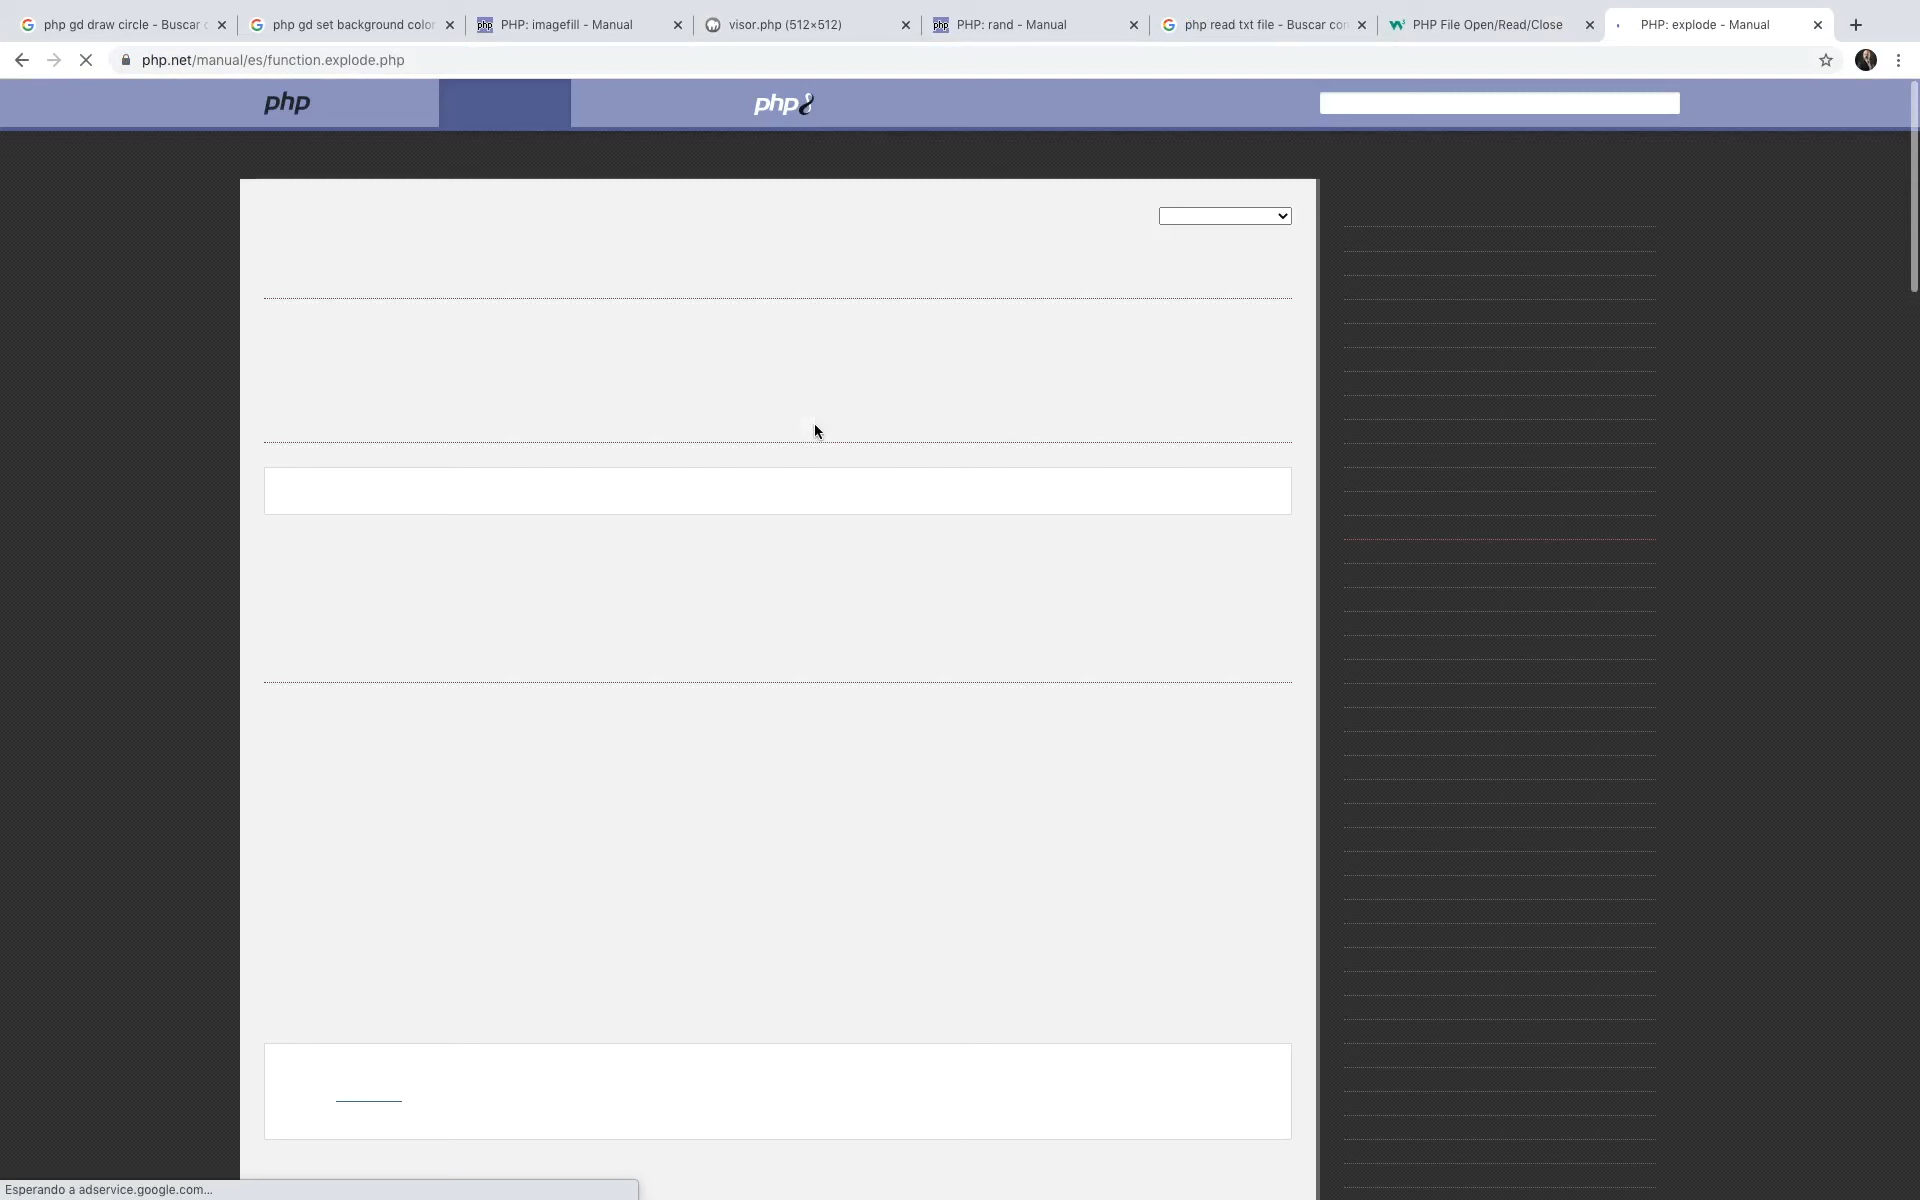 php gd draw circle - Buscar c
php gd set background color
PHP: imagefill - Manual
visor.php (512×512)
PHP: rand - Manual
php read txt file - Buscar con
PHP File Open/Read/Close
PHP: explode - Manual
php.net/manual/es/function.explode.php
php
php8
Esperando a adservice.google.com...